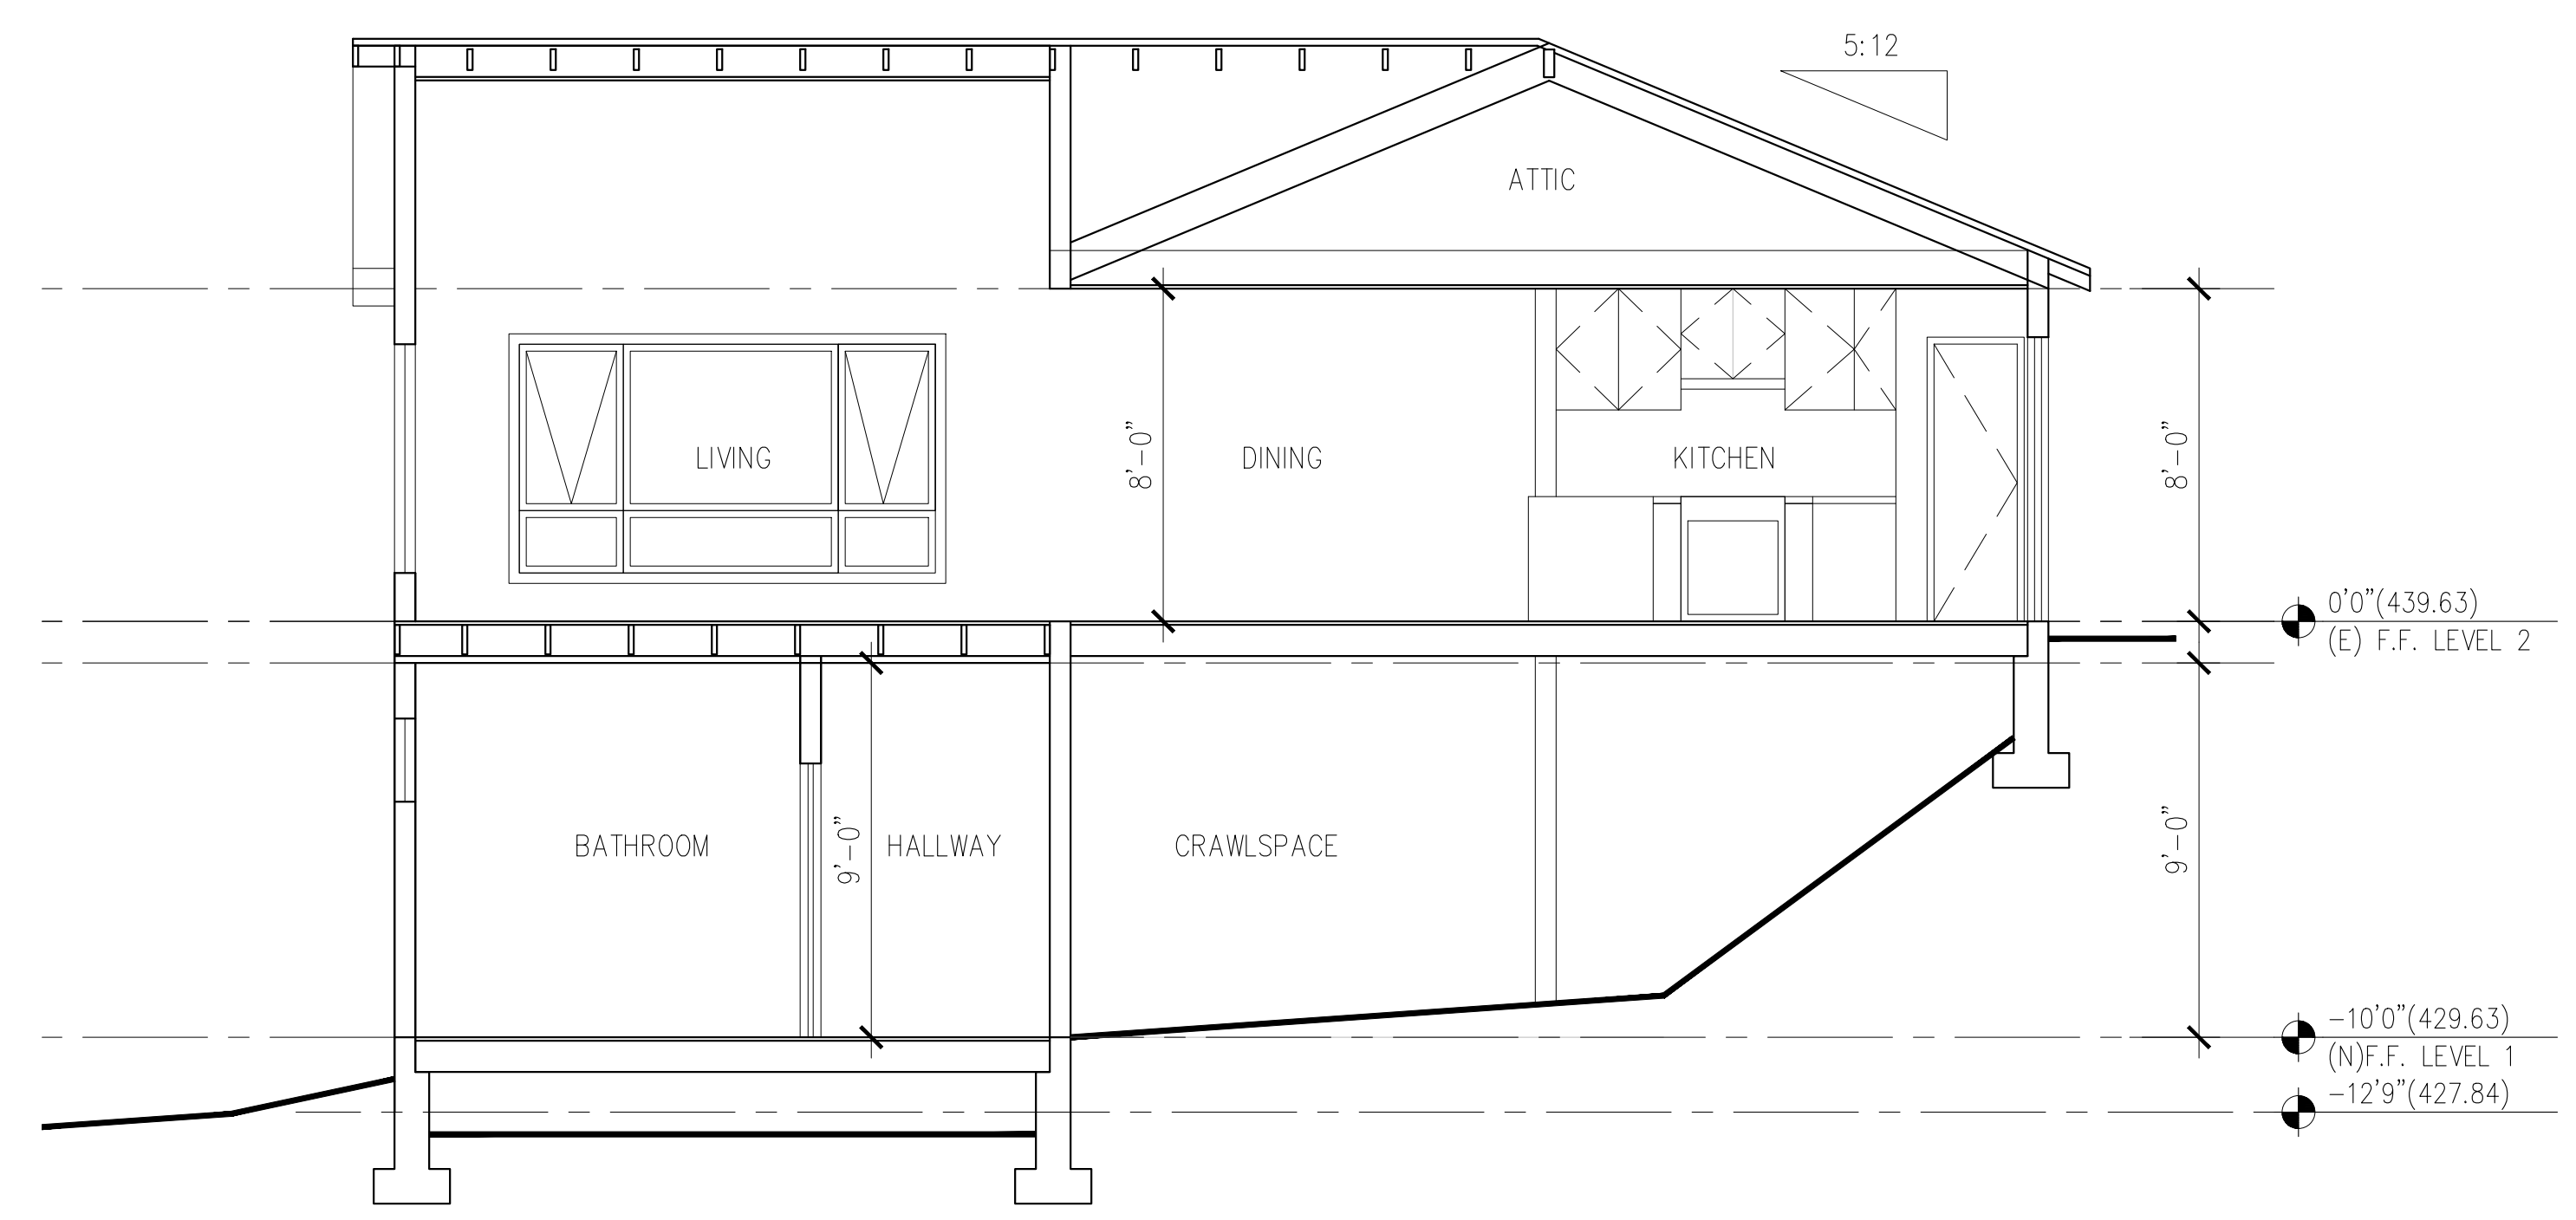 5:12
ATTIC
LIVING
8'-0"
DINING
KITCHEN
8'-0"
0'0"(439.63)
(E) F.F. LEVEL 2
BATHROOM
9'-0"
HALLWAY
CRAWLSPACE
9'-0"
-10'0"(429.63)
(N)F.F. LEVEL 1
-12'9"(427.84)